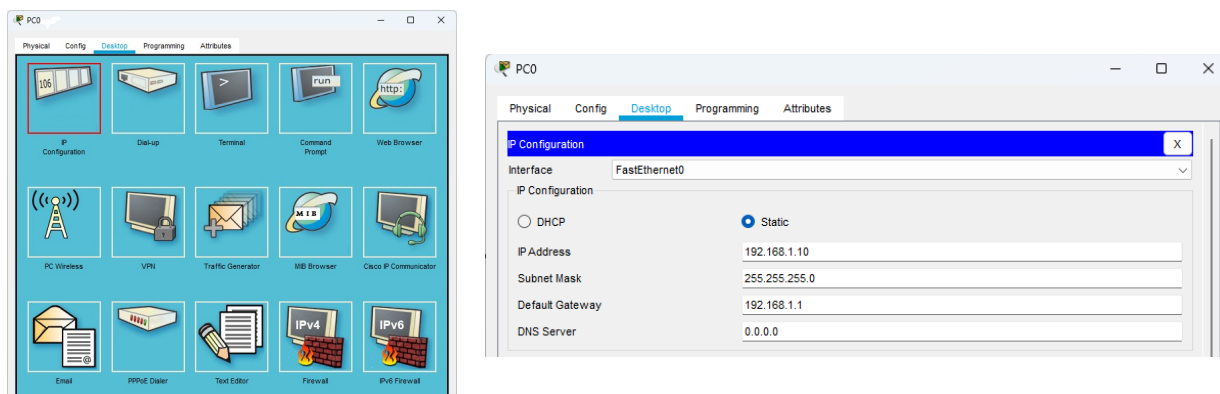 PC0
Physical Config Desktop Programming Attributes
106
>
run
http:
IP
Configuration
Dial-up
Terminal
Command
Prompt
Web Browser
((( )))
MIB
PC Wireless
VPN
Traffic Generator
MIB Browser
Cisco IP Communicator
@
IPv4
IPv6
Email
PPPoE Dialer
Text Editor
Firewall
IPv6 Firewall
PC0
Physical Config Desktop Programming Attributes
IP Configuration X
Interface FastEthernet0
IP Configuration
DHCP Static
IP Address 192.168.1.10
Subnet Mask 255.255.255.0
Default Gateway 192.168.1.1
DNS Server 0.0.0.0